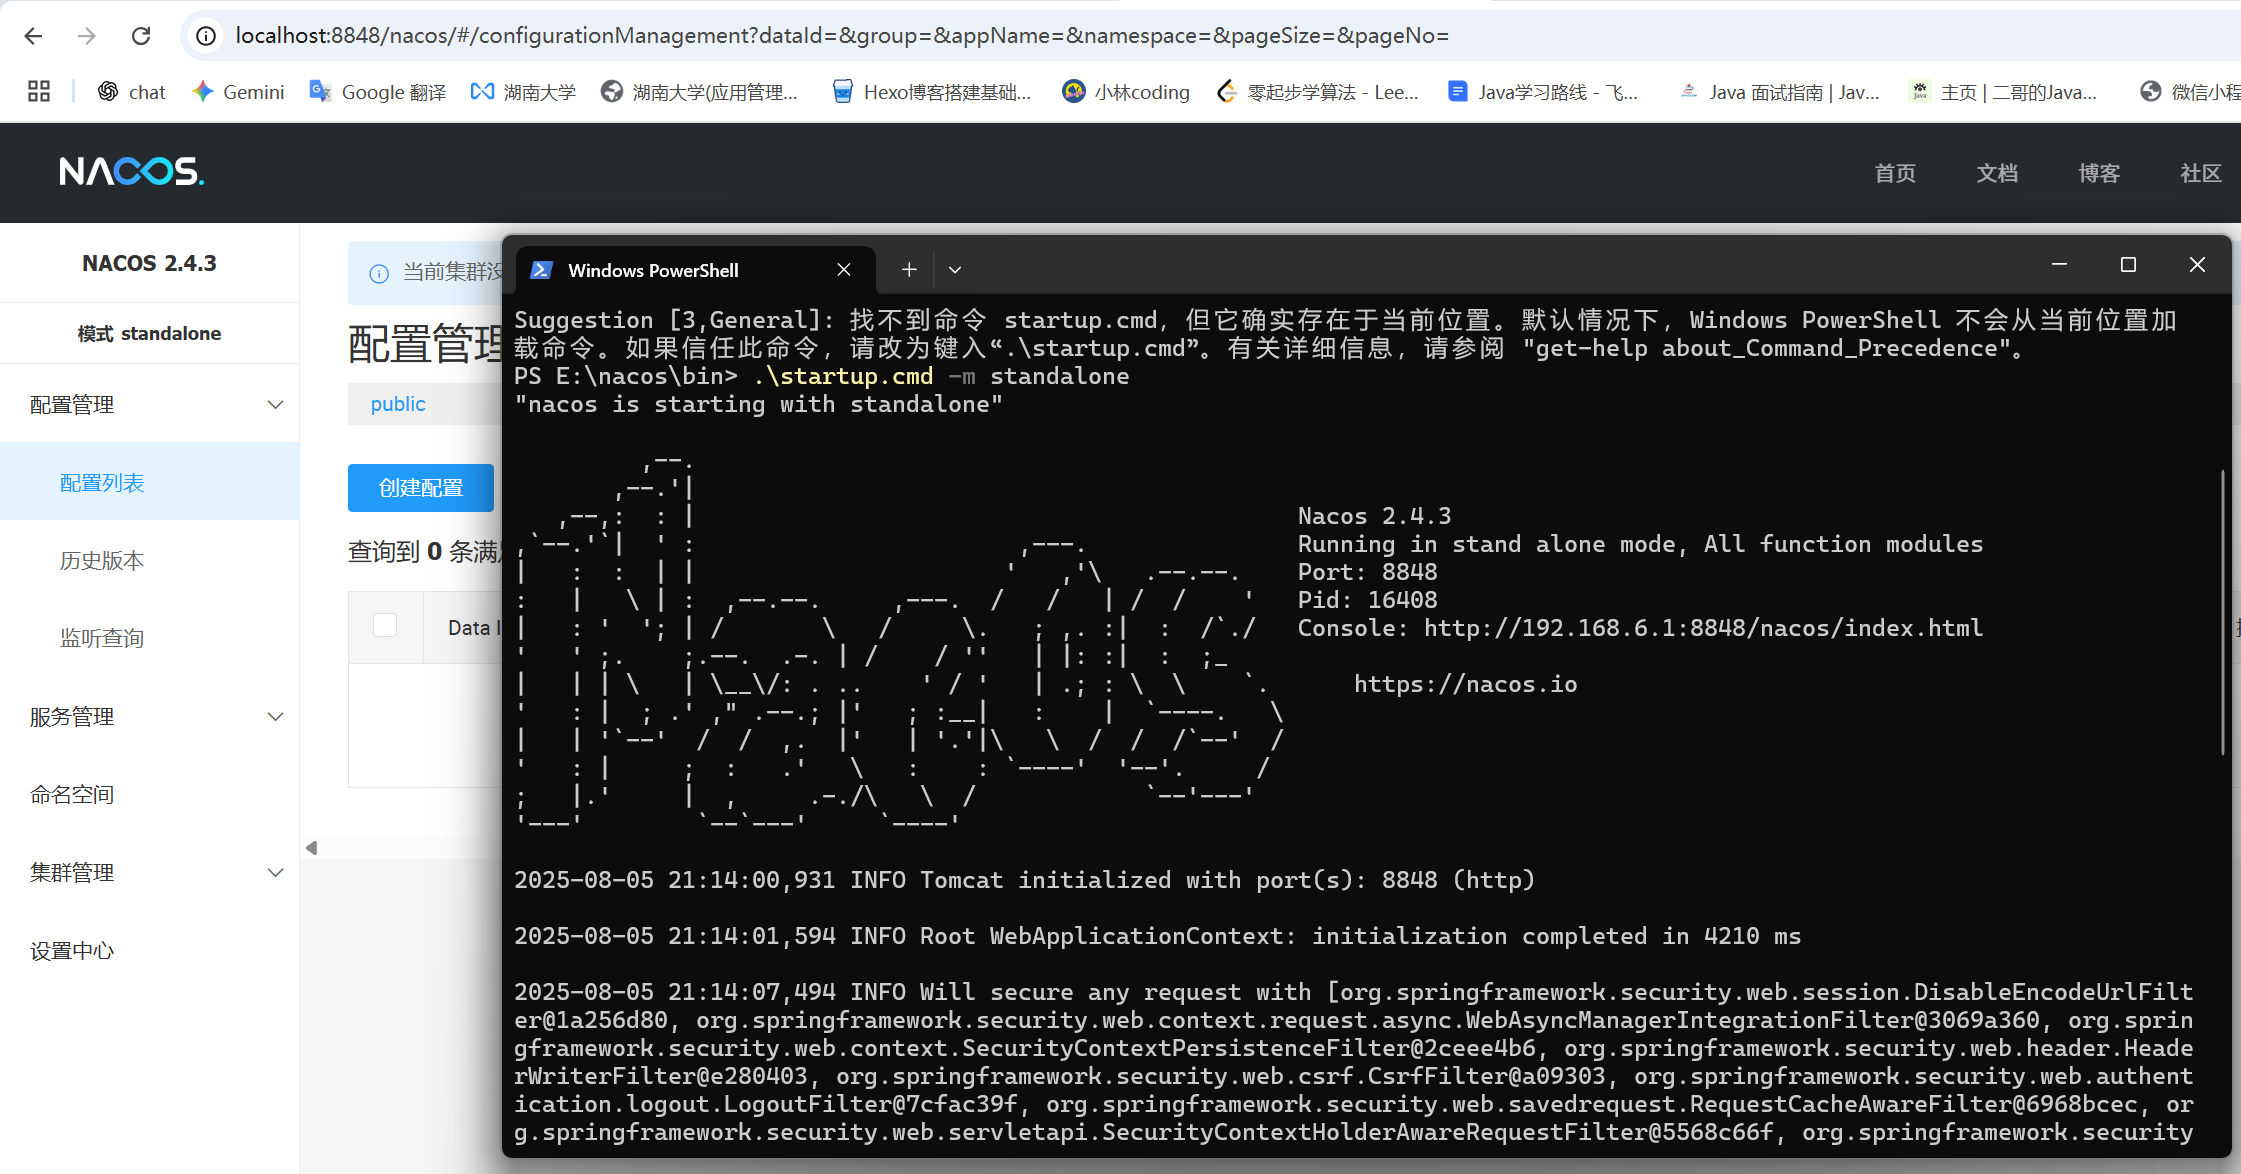 localhost:8848/nacos/#/configurationManagement?dataId=&group=&appName=&namespace=&pageSize=&pageNo=
chat
Gemini
Google 翻译
湖南大学
湖南大学(应用管理...
Hexo博客搭建基础...
小林coding
零起步学算法 - Lee...
Java学习路线 - 飞...
Java 面试指南 | Jav...
主页 | 二哥的Java...
微信小程
NACOS.
首页
文档
博客
社区
NACOS 2.4.3
模式 standalone
配置管理
配置列表
历史版本
监听查询
服务管理
命名空间
集群管理
设置中心
当前集群没
配置管理
public
创建配置
查询到 0 条满
Data I
Windows PowerShell
Suggestion [3,General]: 找不到命令 startup.cmd，但它确实存在于当前位置。默认情况下，Windows PowerShell 不会从当前位置加
载命令。如果信任此命令，请改为键入“.\startup.cmd”。有关详细信息，请参阅 "get-help about_Command_Precedence"。
PS E:\nacos\bin> .\startup.cmd -m standalone
"nacos is starting with standalone"
Nacos 2.4.3
Running in stand alone mode, All function modules
Port: 8848
Pid: 16408
Console: http://192.168.6.1:8848/nacos/index.html
https://nacos.io
2025-08-05 21:14:00,931 INFO Tomcat initialized with port(s): 8848 (http)
2025-08-05 21:14:01,594 INFO Root WebApplicationContext: initialization completed in 4210 ms
2025-08-05 21:14:07,494 INFO Will secure any request with [org.springframework.security.web.session.DisableEncodeUrlFilt
er@1a256d80, org.springframework.security.web.context.request.async.WebAsyncManagerIntegrationFilter@3069a360, org.sprin
gframework.security.web.context.SecurityContextPersistenceFilter@2ceee4b6, org.springframework.security.web.header.Heade
rWriterFilter@e280403, org.springframework.security.web.csrf.CsrfFilter@a09303, org.springframework.security.web.authent
ication.logout.LogoutFilter@7cfac39f, org.springframework.security.web.savedrequest.RequestCacheAwareFilter@6968bcec, or
g.springframework.security.web.servletapi.SecurityContextHolderAwareRequestFilter@5568c66f, org.springframework.security